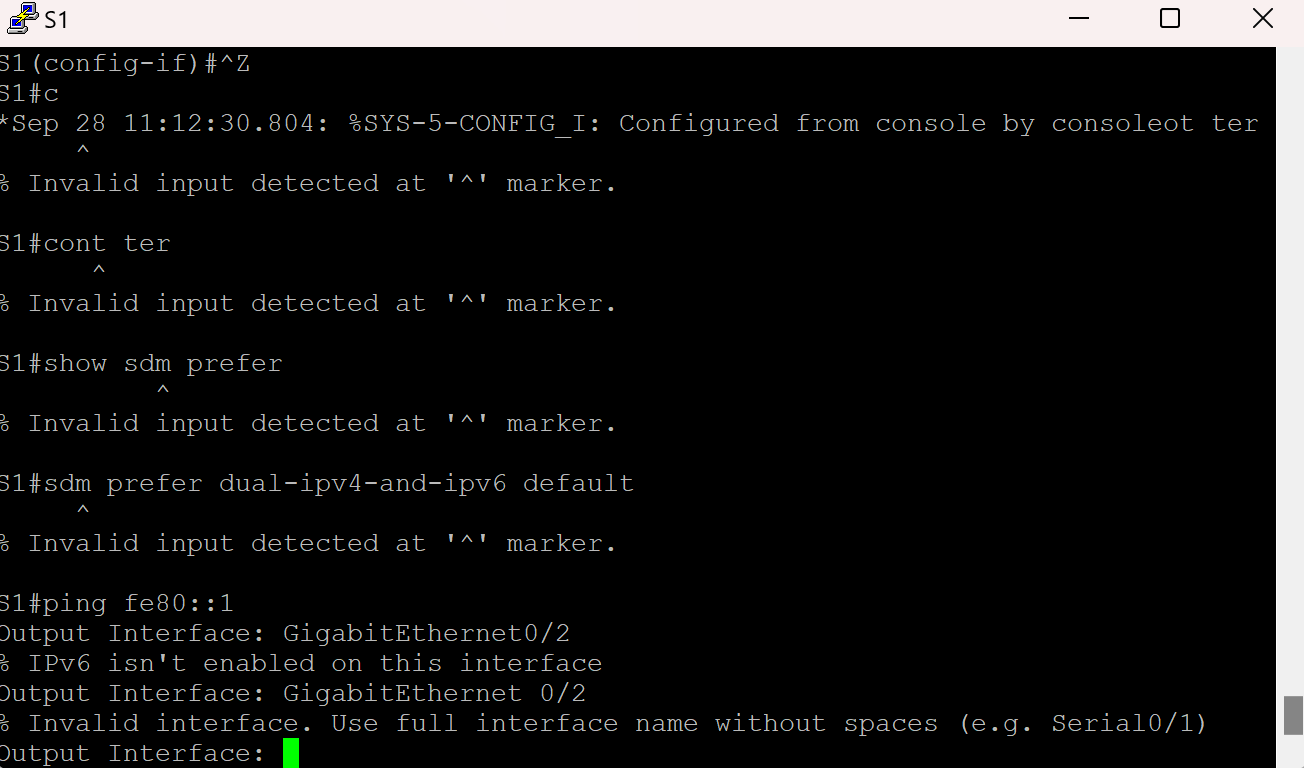 S1
S1(config-if)#^Z
S1#c
*Sep 28 11:12:30.804: %SYS-5-CONFIG_I: Configured from console by consoleot ter
^
% Invalid input detected at '^' marker.
S1#cont ter
^
% Invalid input detected at '^' marker.
S1#show sdm prefer
^
% Invalid input detected at '^' marker.
S1#sdm prefer dual-ipv4-and-ipv6 default
^
% Invalid input detected at '^' marker.
S1#ping fe80::1
Output Interface: GigabitEthernet0/2
% IPv6 isn't enabled on this interface
Output Interface: GigabitEthernet 0/2
% Invalid interface. Use full interface name without spaces (e.g. Serial0/1)
Output Interface: